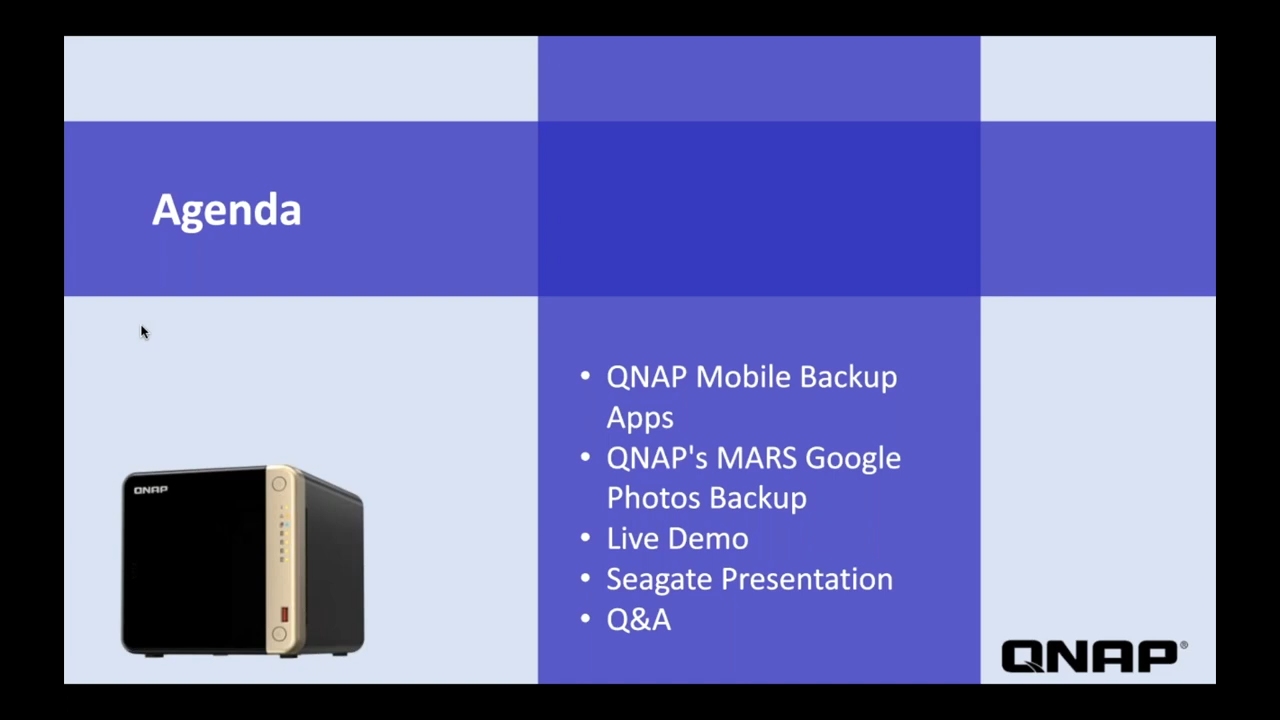 Agenda
• QNAP Mobile Backup
Apps
• QNAP's MARS Google
Photos Backup
• Live Demo
• Seagate Presentation
• Q&A
QNAP
QNAP®